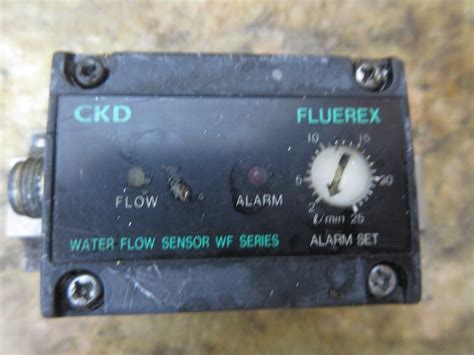 CKD
FLUEREX
10 15
5 20
2 25
ℓ/min
FLOW
ALARM
WATER FLOW SENSOR WF SERIES
ALARM SET